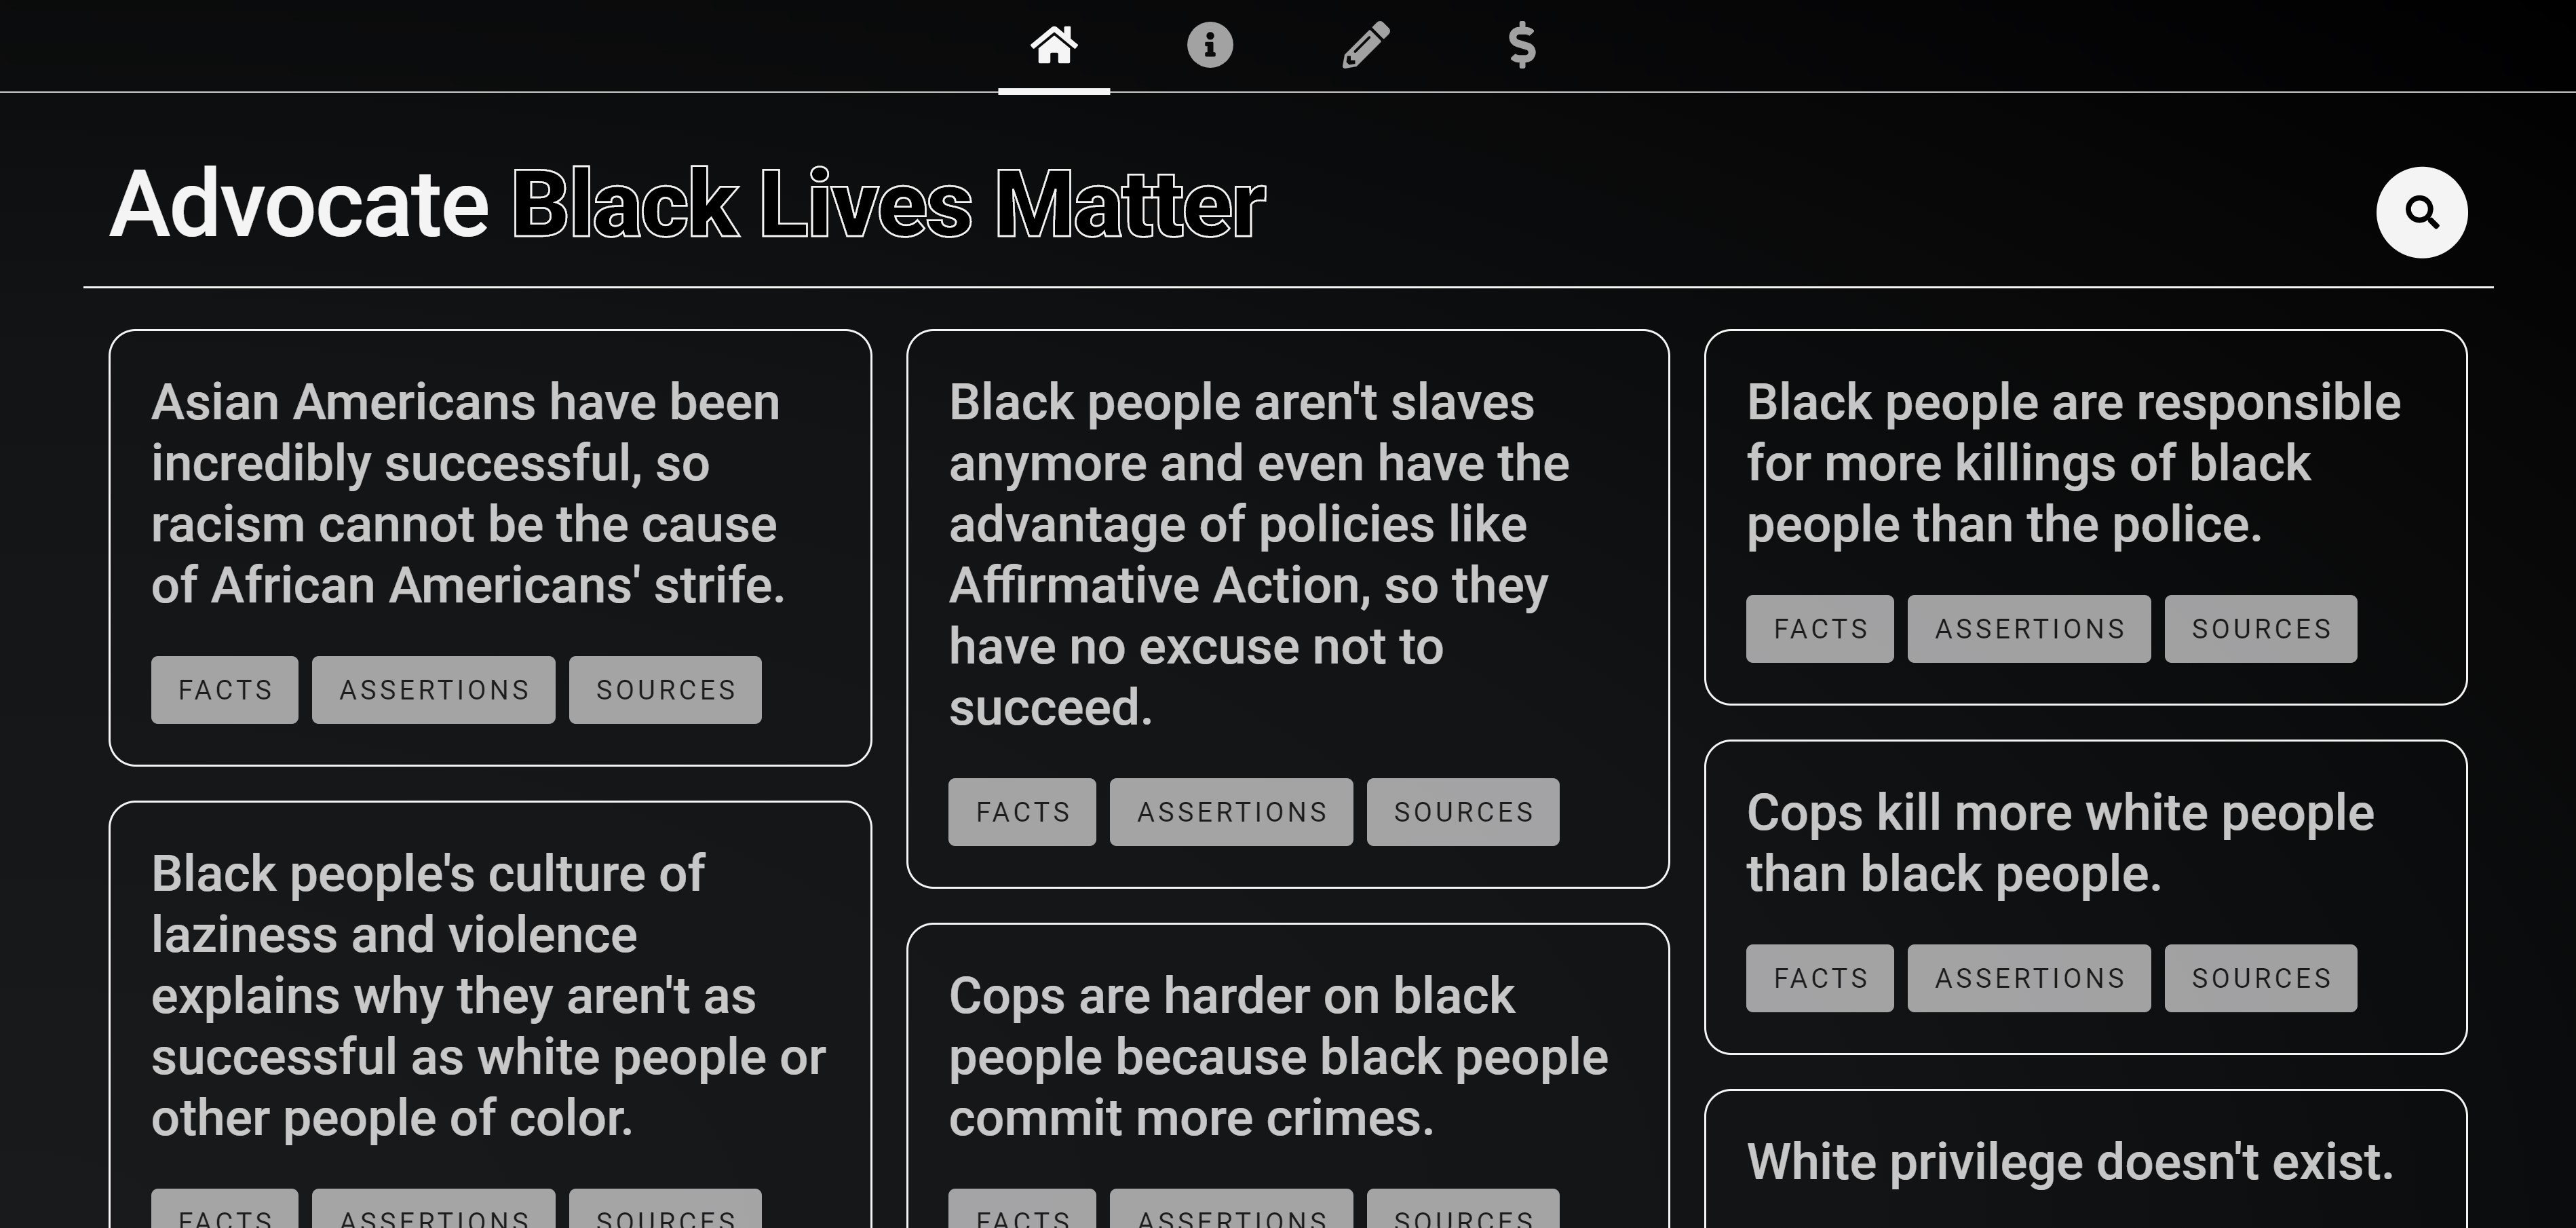 Advocate Black Lives Matter
Asian Americans have been
incredibly successful, so
racism cannot be the cause
of African Americans' strife.
FACTS ASSERTIONS SOURCES
Black people's culture of
laziness and violence
explains why they aren't as
successful as white people or
other people of color.
FACTS ASSERTIONS SOURCES
Black people aren't slaves
anymore and even have the
advantage of policies like
Affirmative Action, so they
have no excuse not to
succeed.
FACTS ASSERTIONS SOURCES
Cops are harder on black
people because black people
commit more crimes.
FACTS ASSERTIONS SOURCES
Black people are responsible
for more killings of black
people than the police.
FACTS ASSERTIONS SOURCES
Cops kill more white people
than black people.
FACTS ASSERTIONS SOURCES
White privilege doesn't exist.